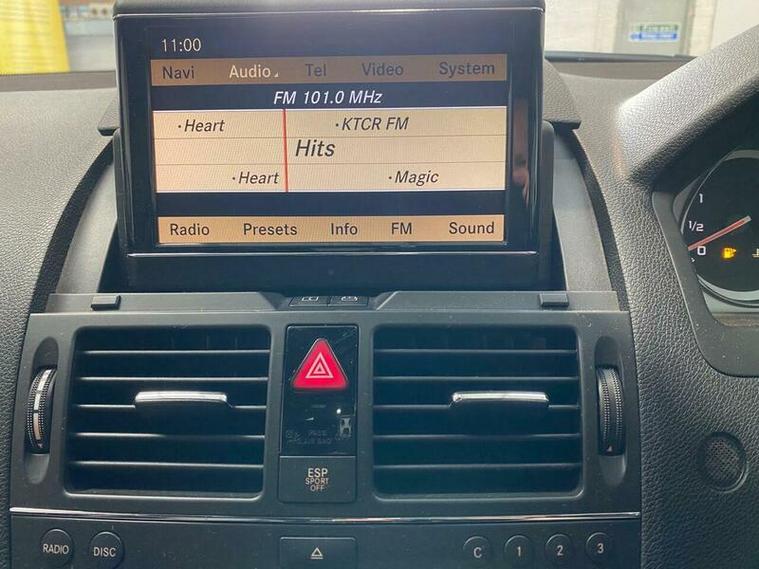 11:00
Navi Audio Tel Video System
FM 101.0 MHz
·Heart ·KTCR FM
Hits
·Heart ·Magic
Radio Presets Info FM Sound
1
1/2
0
ESP
SPORT
OFF
RADIO DISC C 1 2 3